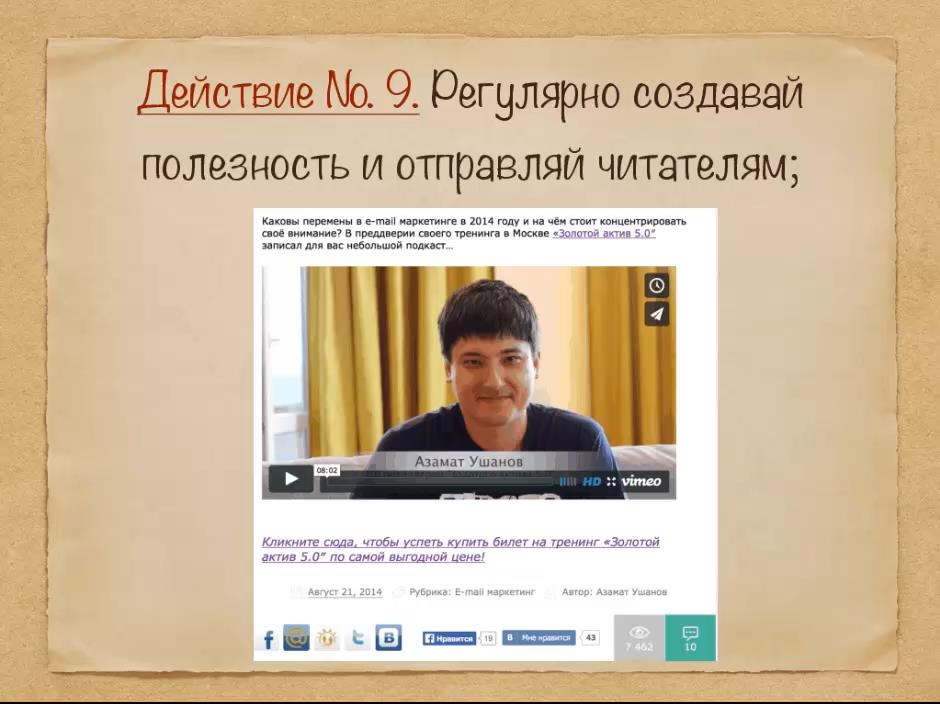 Действие No. 9. Регулярно создавай
полезность и отправляй читателям;
Каковы перемены в e-mail маркетинге в 2014 году и на чём стоит концентрировать
своё внимание? В преддверии своего тренинга в Москве «Золотой актив 5.0"
записал для вас небольшой подкаст...
Азамат Ушанов
08:02
HD vimeo
Кликните сюда, чтобы успеть купить билет на тренинг «Золотой
актив 5.0" по самой выгодной цене!
Август 21, 2014 Рубрика: E-mail маркетинг Автор: Азамат Ушанов
Нравится 19 В Мне нравится 43
7 462 10